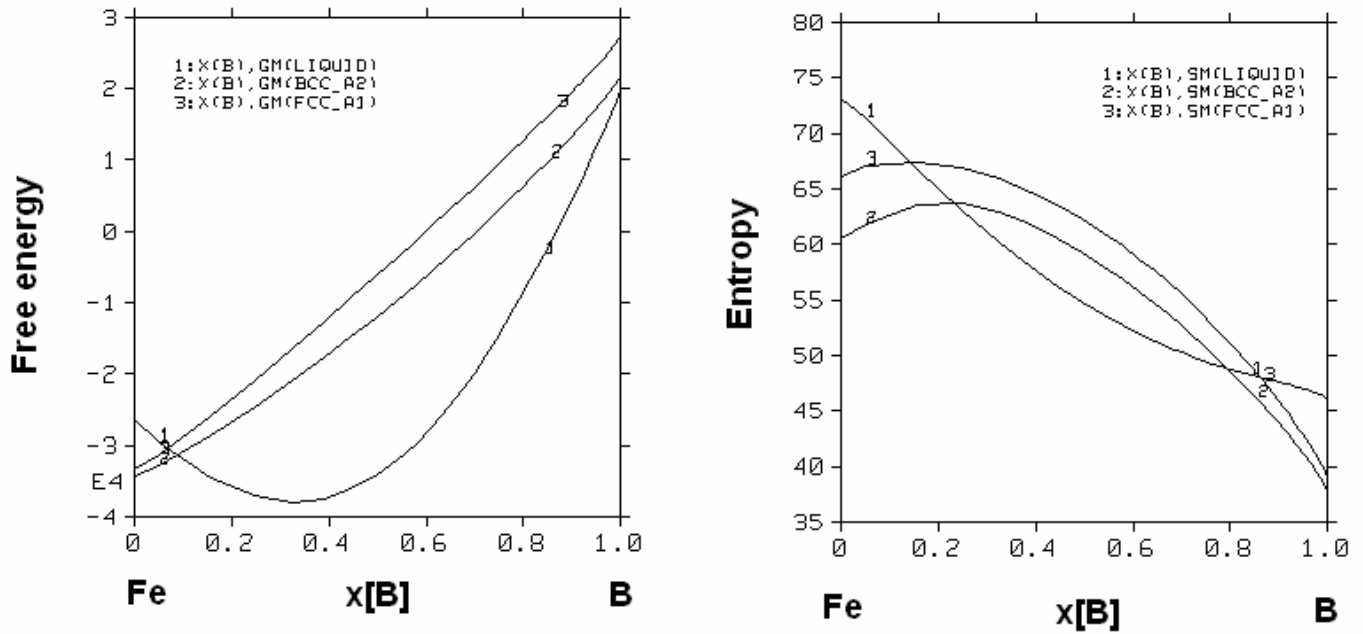 3
2
1
0
-1
-2
-3
E4
-4
Free energy
1:X(B),GM(LIQUID)
2:X(B),GM(BCC_A2)
3:X(B),GM(FCC_A1)
3
2
1
1
3
2
0 0.2 0.4 0.6 0.8 1.0
Fe x[B] B
80
75
70
65
60
55
50
45
40
35
Entropy
1:X(B),SM(LIQUID)
2:X(B),SM(BCC_A2)
3:X(B),SM(FCC_A1)
1
3
2
1 3
2
0 0.2 0.4 0.6 0.8 1.0
Fe x[B] B